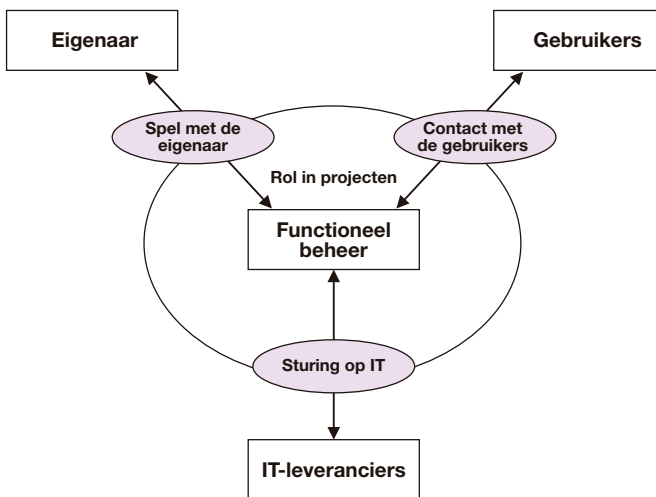 Eigenaar
Gebruikers
Spel met de
eigenaar
Contact met
de gebruikers
Rol in projecten
Functioneel
beheer
Sturing op IT
IT-leveranciers